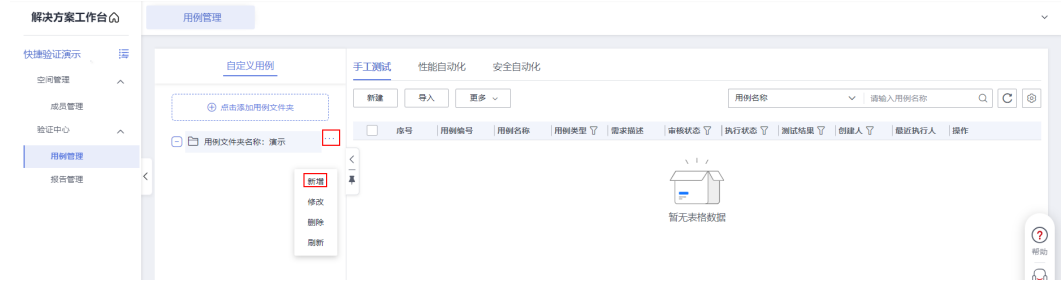 解决方案工作台
用例管理
快捷验证演示
空间管理
成员管理
验证中心
用例管理
报告管理
自定义用例
点击添加用例文件夹
用例文件夹名称：演示
...
新增
修改
删除
刷新
手工测试 性能自动化 安全自动化
新建 导入 更多 用例名称 请输入用例名称
序号 用例编号 用例名称 用例类型 需求描述 审核状态 执行状态 测试结果 创建人 最近执行人 操作
暂无表格数据
帮助